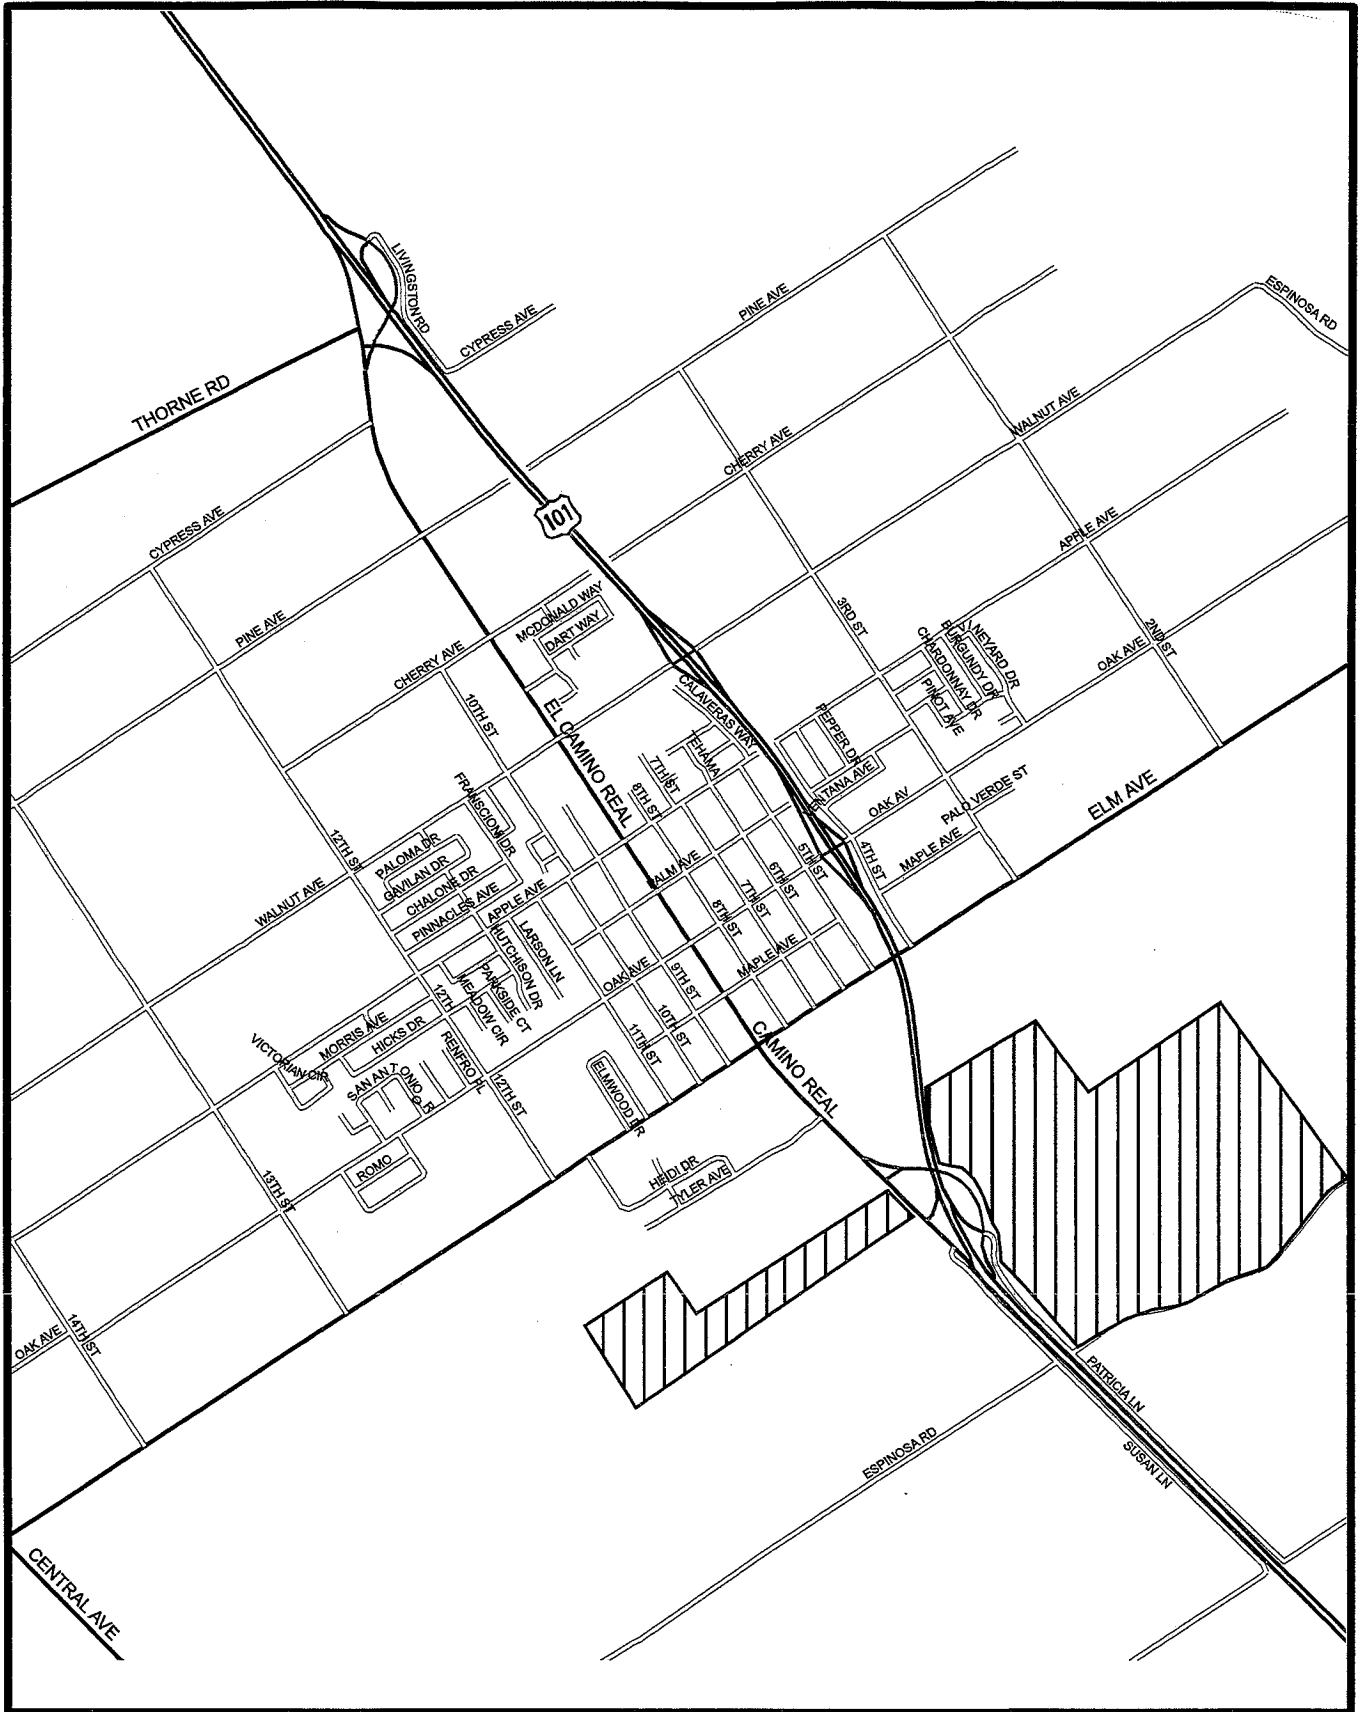 LIVINGSTON RD
CYPRESS AVE
PINE AVE
ESPINOSA RD
THORNE RD
WALNUT AVE
CHERRY AVE
101
CYPRESS AVE
APPLE AVE
PINE AVE
MCDONALD WAY
DART WAY
3RD ST
VINEYARD DR
BURGUNDY DR
CHARDONNAY DR
PINOT AVE
2ND ST
OAK AVE
CHERRY AVE
10TH ST
EL CAMINO REAL
CALAVERAS WAY
TEHAMA
7TH ST
8TH ST
PEPPER DR
VENTANA AVE
OAK AV
PALO VERDE ST
ELM AVE
MAPLE AVE
4TH ST
5TH ST
6TH ST
7TH ST
8TH ST
PALM AVE
MAPLE AVE
FRANSCIONI DR
12TH ST
PALOMA DR
GAVILAN DR
CHALONE DR
PINNACLES AVE
APPLE AVE
WALNUT AVE
LARSON LN
HUTCHISON DR
PARKSIDE CT
MEADOW CIR
OAK AVE
9TH ST
10TH ST
11TH ST
12TH
MORRIS AVE
HICKS DR
VICTORIAN CIR
SAN ANTONIO DR
RENFRO PL
12TH ST
ELMWOOD DR
CAMINO REAL
ROMO
HEIDI DR
TYLER AVE
13TH ST
14TH ST
OAK AVE
PATRICIA LN
ESPINOSA RD
SUSAN LN
CENTRAL AVE